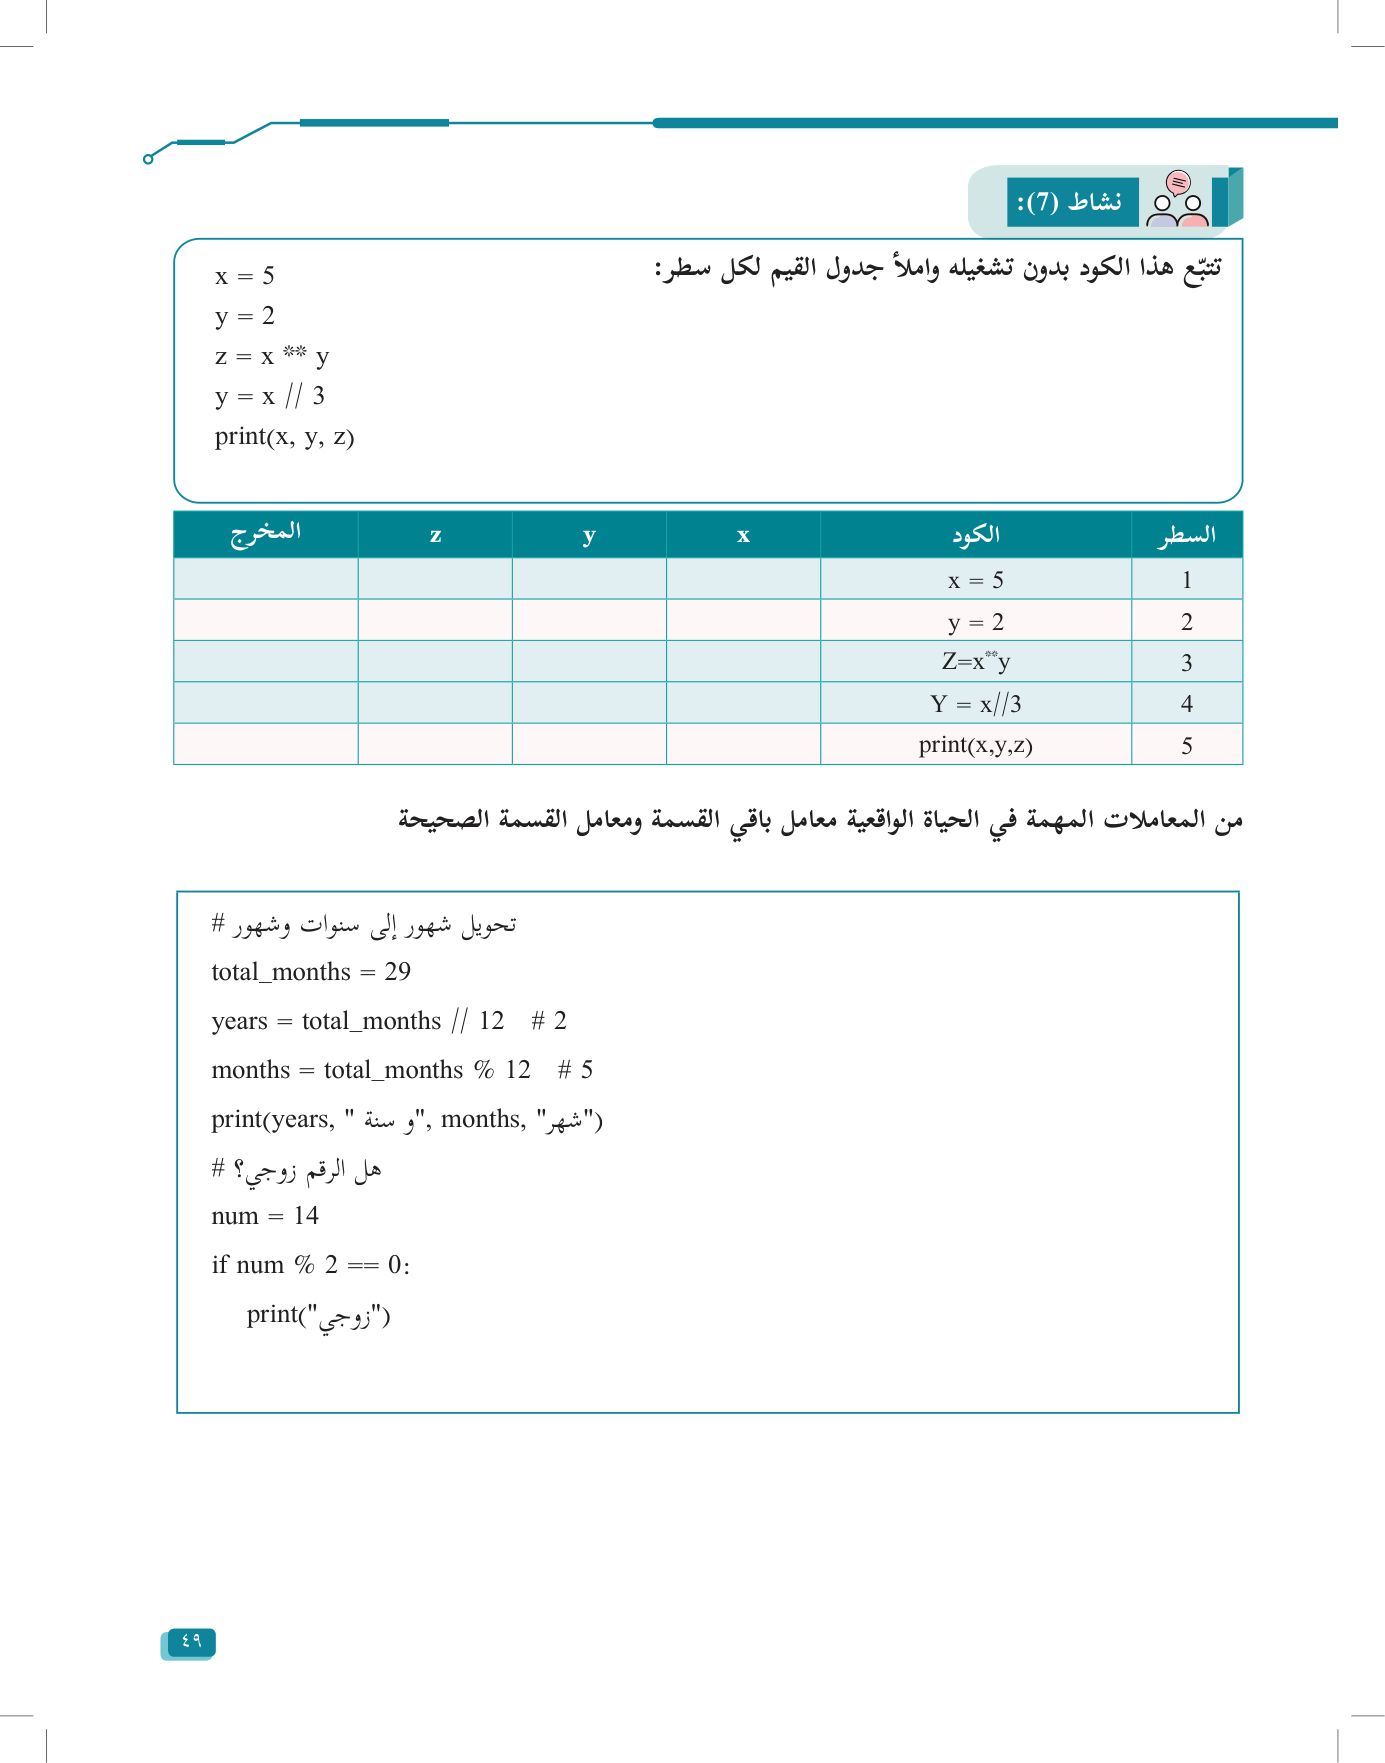 نشاط (7):
تتبّع هذا الكود بدون تشغيله واملأ جدول القيم لكل سطر:
x = 5
y = 2
z = x ** y
y = x // 3
print(x, y, z)
السطر الكود x y z المخرج
1 x = 5
2 y = 2
3 Z=x**y
4 Y = x//3
5 print(x,y,z)
من المعاملات المهمة في الحياة الواقعية معامل باقي القسمة ومعامل القسمة الصحيحة
# تحويل شهور إلى سنوات وشهور
total_months = 29
years = total_months // 12 # 2
months = total_months % 12 # 5
print(years, " سنة و", months, "شهر")
# هل الرقم زوجي؟
num = 14
if num % 2 == 0:
print("زوجي")
٤٩